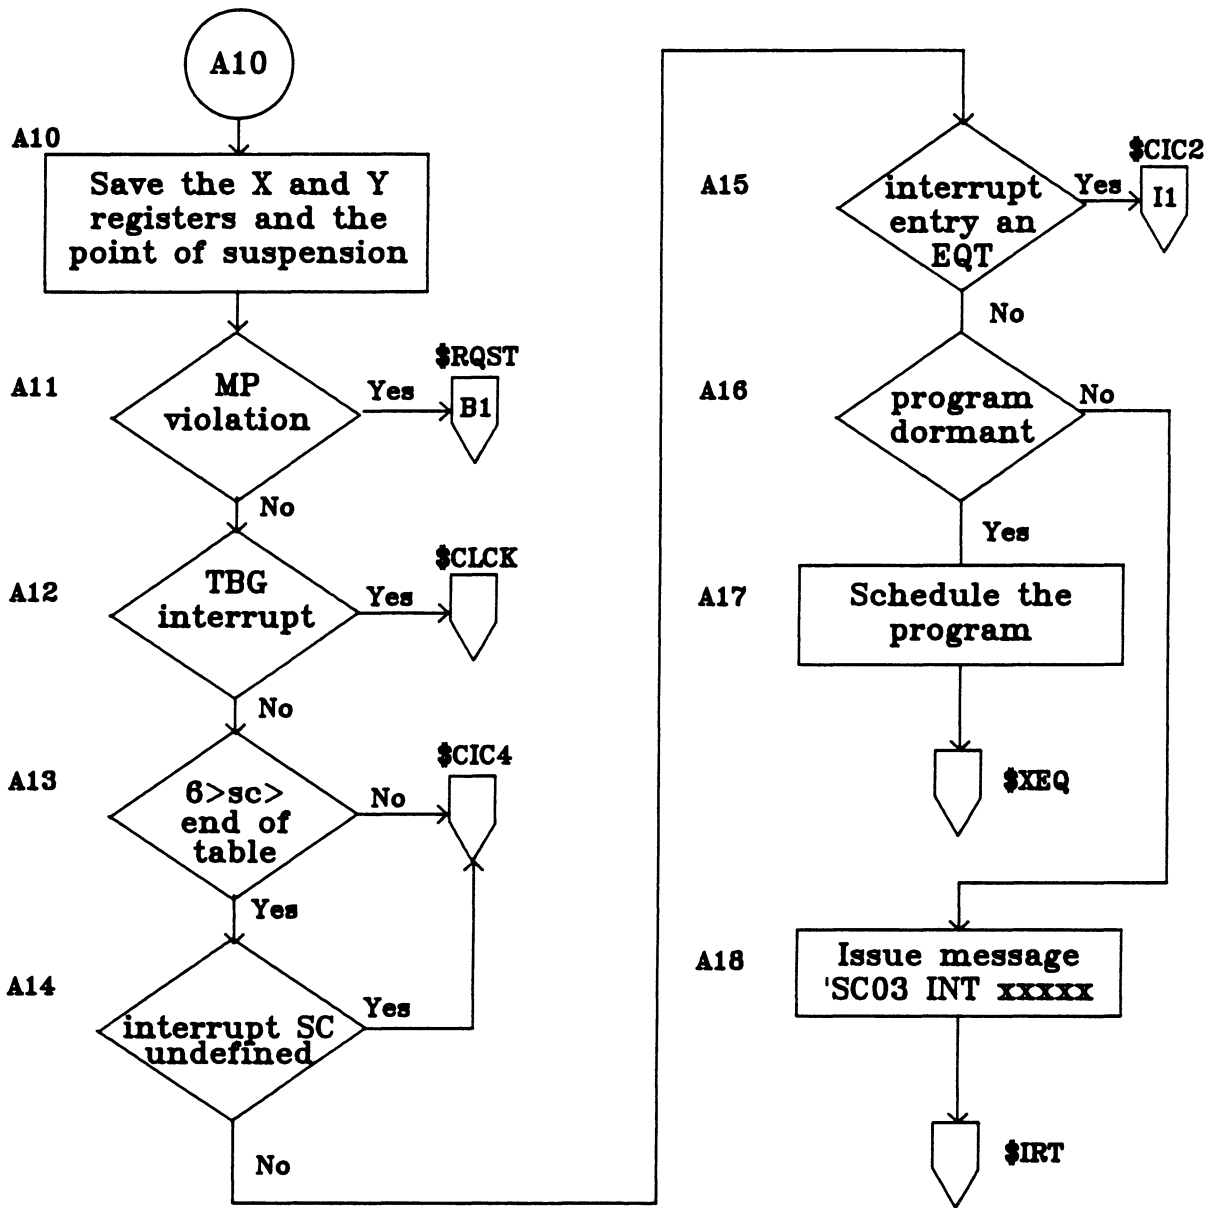 A10
A10
Save the X and Y
registers and the
point of suspension
A11
MP
violation
Yes
$RQST
B1
No
A12
TBG
interrupt
Yes
$CLCK
No
A13
6>sc>
end of
table
No
$CIC4
Yes
A14
interrupt SC
undefined
Yes
No
A15
interrupt
entry an
EQT
Yes
$CIC2
I1
No
A16
program
dormant
No
Yes
A17
Schedule the
program
$XEQ
A18
Issue message
'SC03 INT xxxxx
$IRT